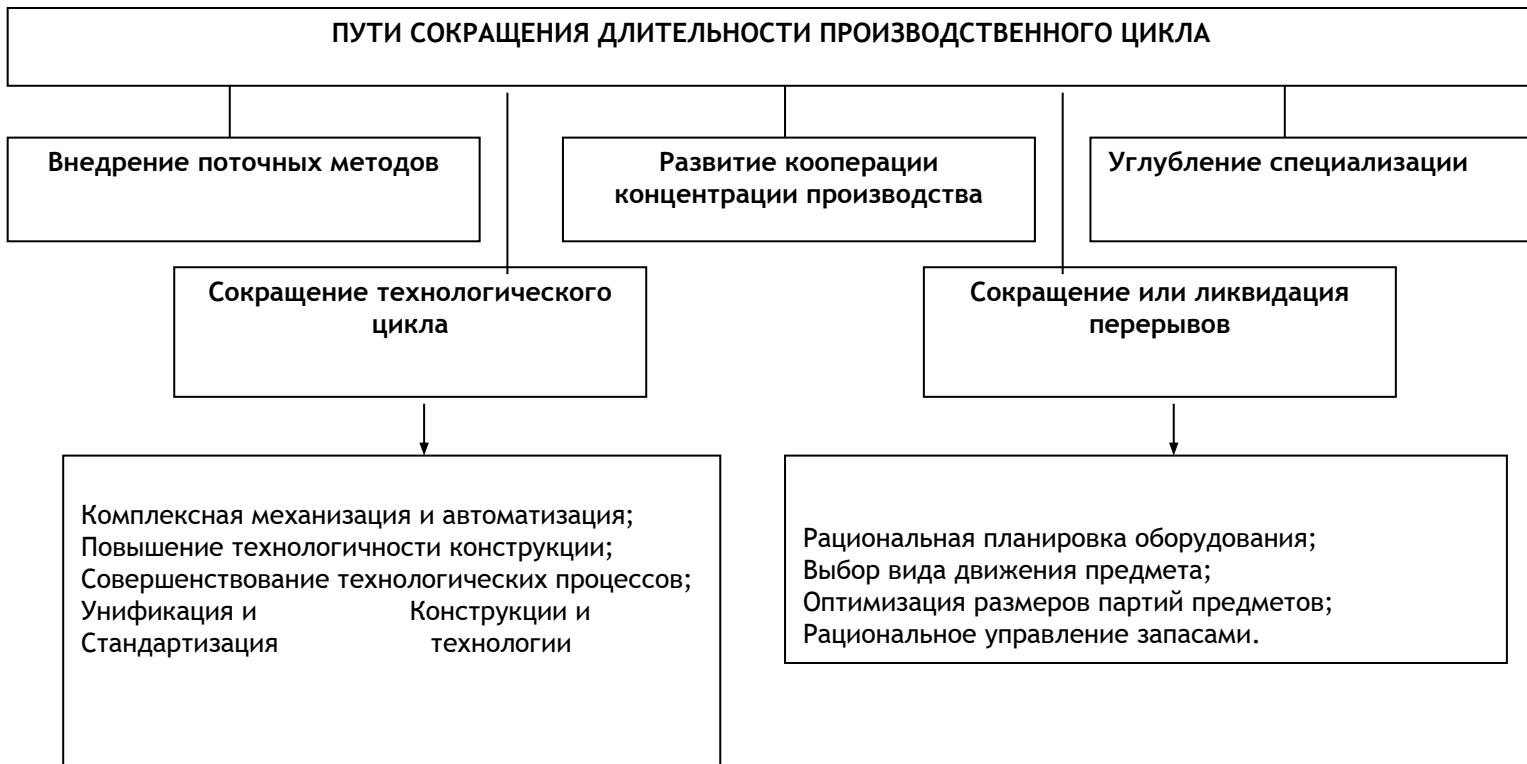 ПУТИ СОКРАЩЕНИЯ ДЛИТЕЛЬНОСТИ ПРОИЗВОДСТВЕННОГО ЦИКЛА
Внедрение поточных методов
Развитие кооперации
концентрации производства
Углубление специализации
Сокращение технологического
цикла
Сокращение или ликвидация
перерывов
Комплексная механизация и автоматизация;
Повышение технологичности конструкции;
Совершенствование технологических процессов;
Унификация и Конструкции и
Стандартизация технологии
Рациональная планировка оборудования;
Выбор вида движения предмета;
Оптимизация размеров партий предметов;
Рациональное управление запасами.